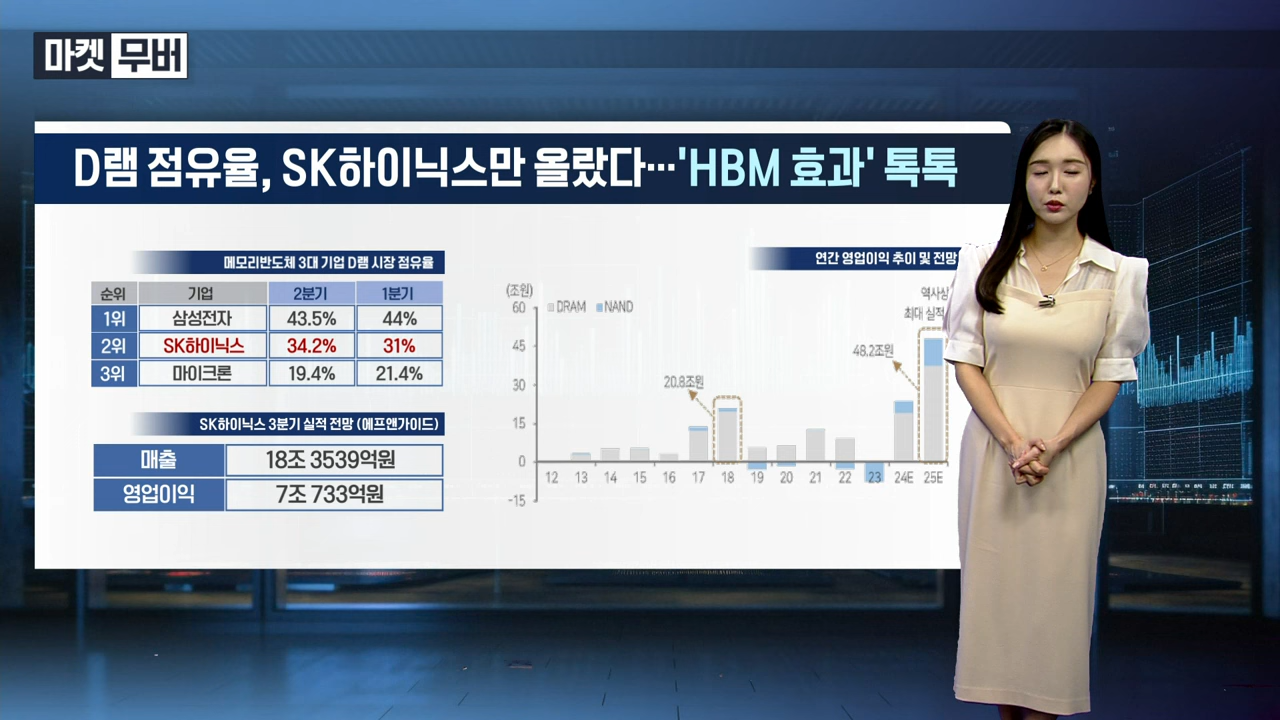 마켓 무버
D램 점유율, SK하이닉스만 올랐다…'HBM 효과' 톡톡
메모리반도체 3대 기업 D램 시장 점유율
순위 기업 2분기 1분기
1위 삼성전자 43.5% 44%
2위 SK하이닉스 34.2% 31%
3위 마이크론 19.4% 21.4%
SK하이닉스 3분기 실적 전망 (에프앤가이드)
매출 18조 3539억원
영업이익 7조 733억원
연간 영업이익 추이 및 전망
(조원)
DRAM NAND
역사상
최대 실적
48.2조원
20.8조원
60
45
30
15
0
-15
12 13 14 15 16 17 18 19 20 21 22 23 24E 25E